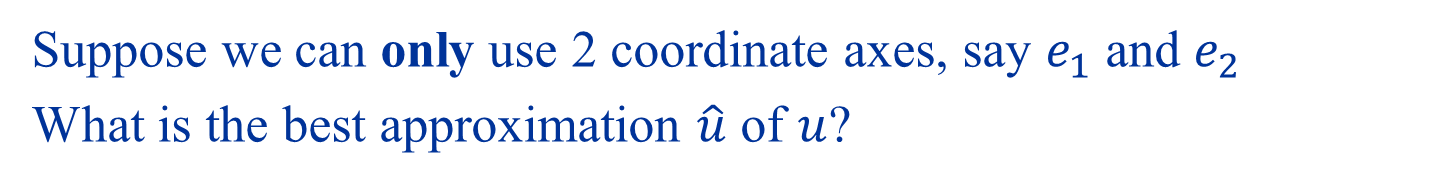 Suppose we can only use 2 coordinate axes, say e₁ and e₂
What is the best approximation û of u?